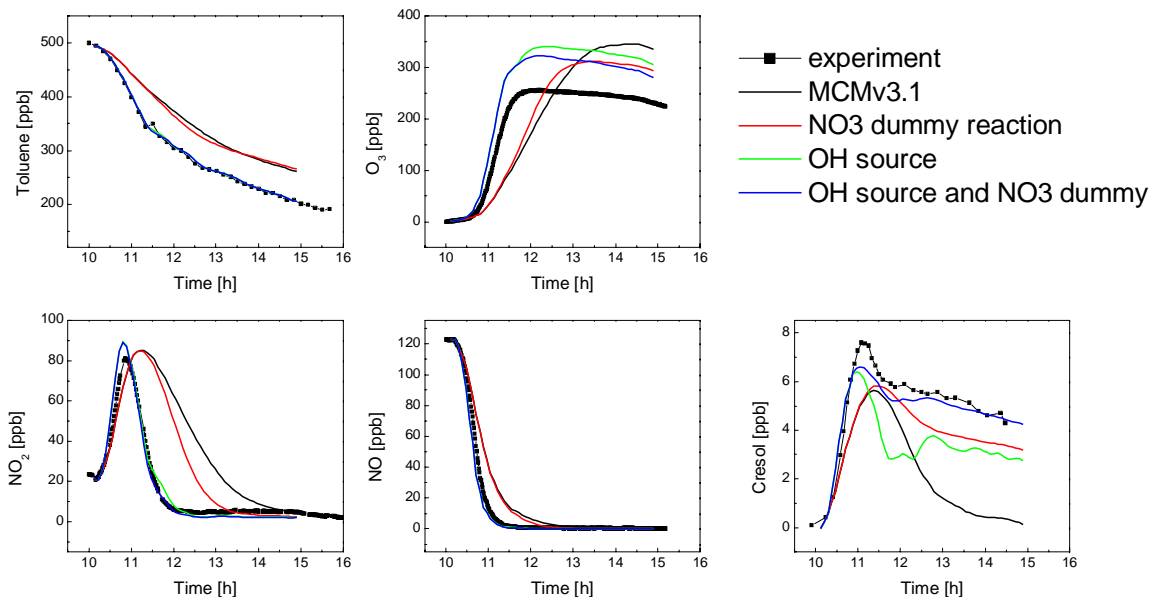 Toluene [ppb]
500
400
300
200
10 11 12 13 14 15 16
Time [h]
O3 [ppb]
400
300
200
100
0
10 11 12 13 14 15 16
Time [h]
experiment
MCMv3.1
NO3 dummy reaction
OH source
OH source and NO3 dummy
NO2 [ppb]
100
80
60
40
20
0
10 11 12 13 14 15 16
Time [h]
NO [ppb]
140
120
100
80
60
40
20
0
10 11 12 13 14 15 16
Time [h]
Cresol [ppb]
8
6
4
2
0
10 11 12 13 14 15 16
Time [h]